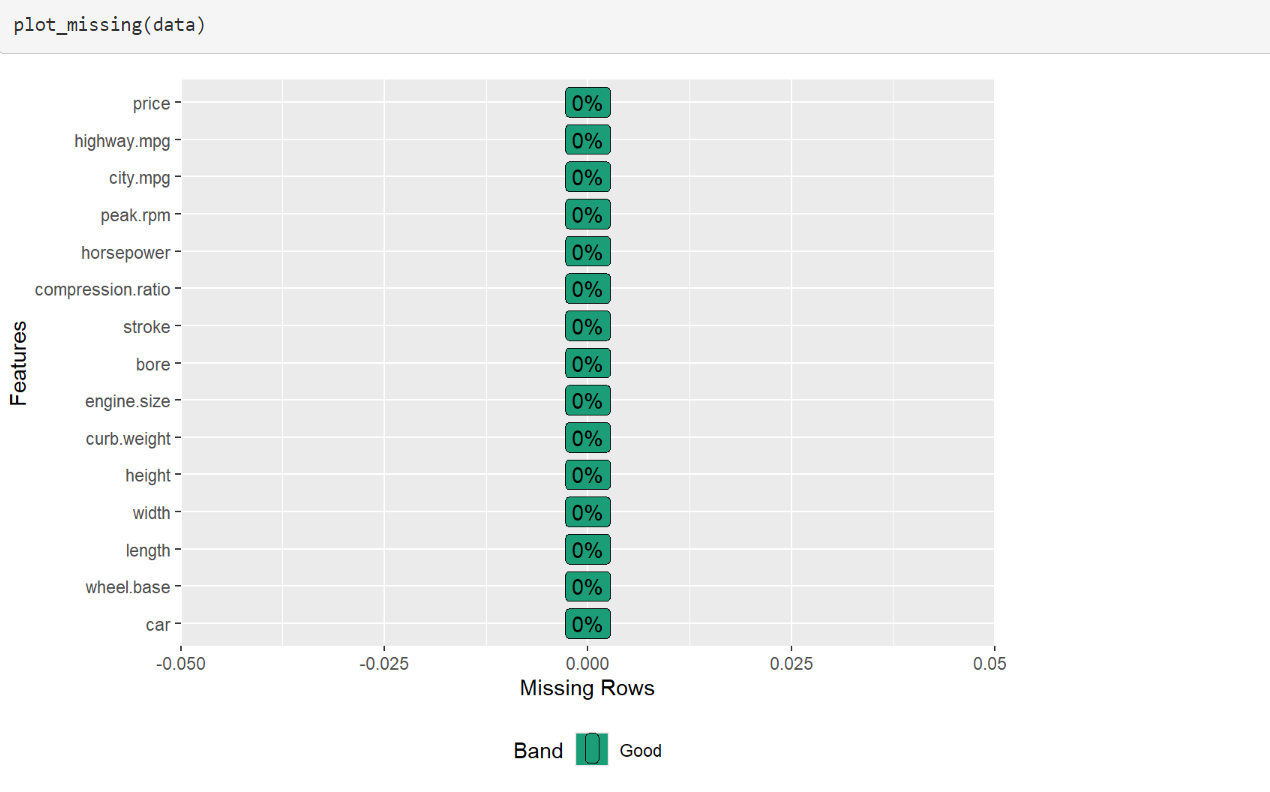 plot_missing(data)
price 0%
highway.mpg 0%
city.mpg 0%
peak.rpm 0%
horsepower 0%
compression.ratio 0%
stroke 0%
bore 0%
engine.size 0%
curb.weight 0%
height 0%
width 0%
length 0%
wheel.base 0%
car 0%
Features
-0.050 -0.025 0.000 0.025 0.05
Missing Rows
Band Good